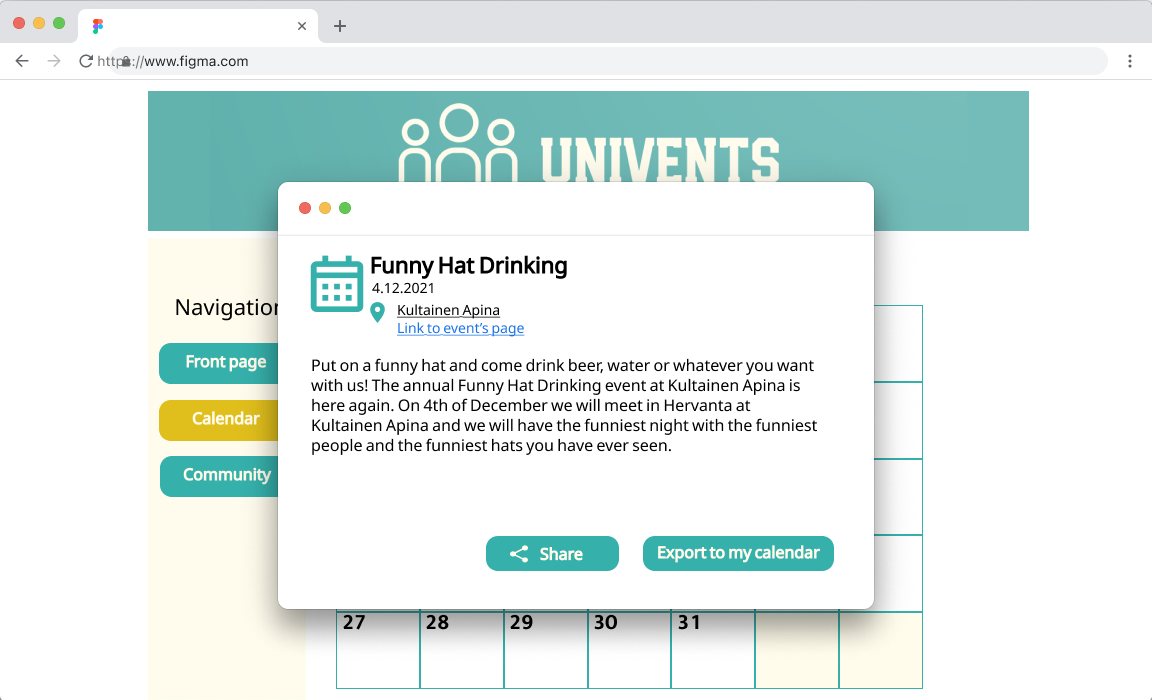 https://www.figma.com
UNIVENTS
Funny Hat Drinking
4.12.2021
Kultainen Apina
Link to event's page
Navigation
Front page
Calendar
Community
Put on a funny hat and come drink beer, water or whatever you want
with us! The annual Funny Hat Drinking event at Kultainen Apina is
here again. On 4th of December we will meet in Hervanta at
Kultainen Apina and we will have the funniest night with the funniest
people and the funniest hats you have ever seen.
Share
Export to my calendar
27 28 29 30 31